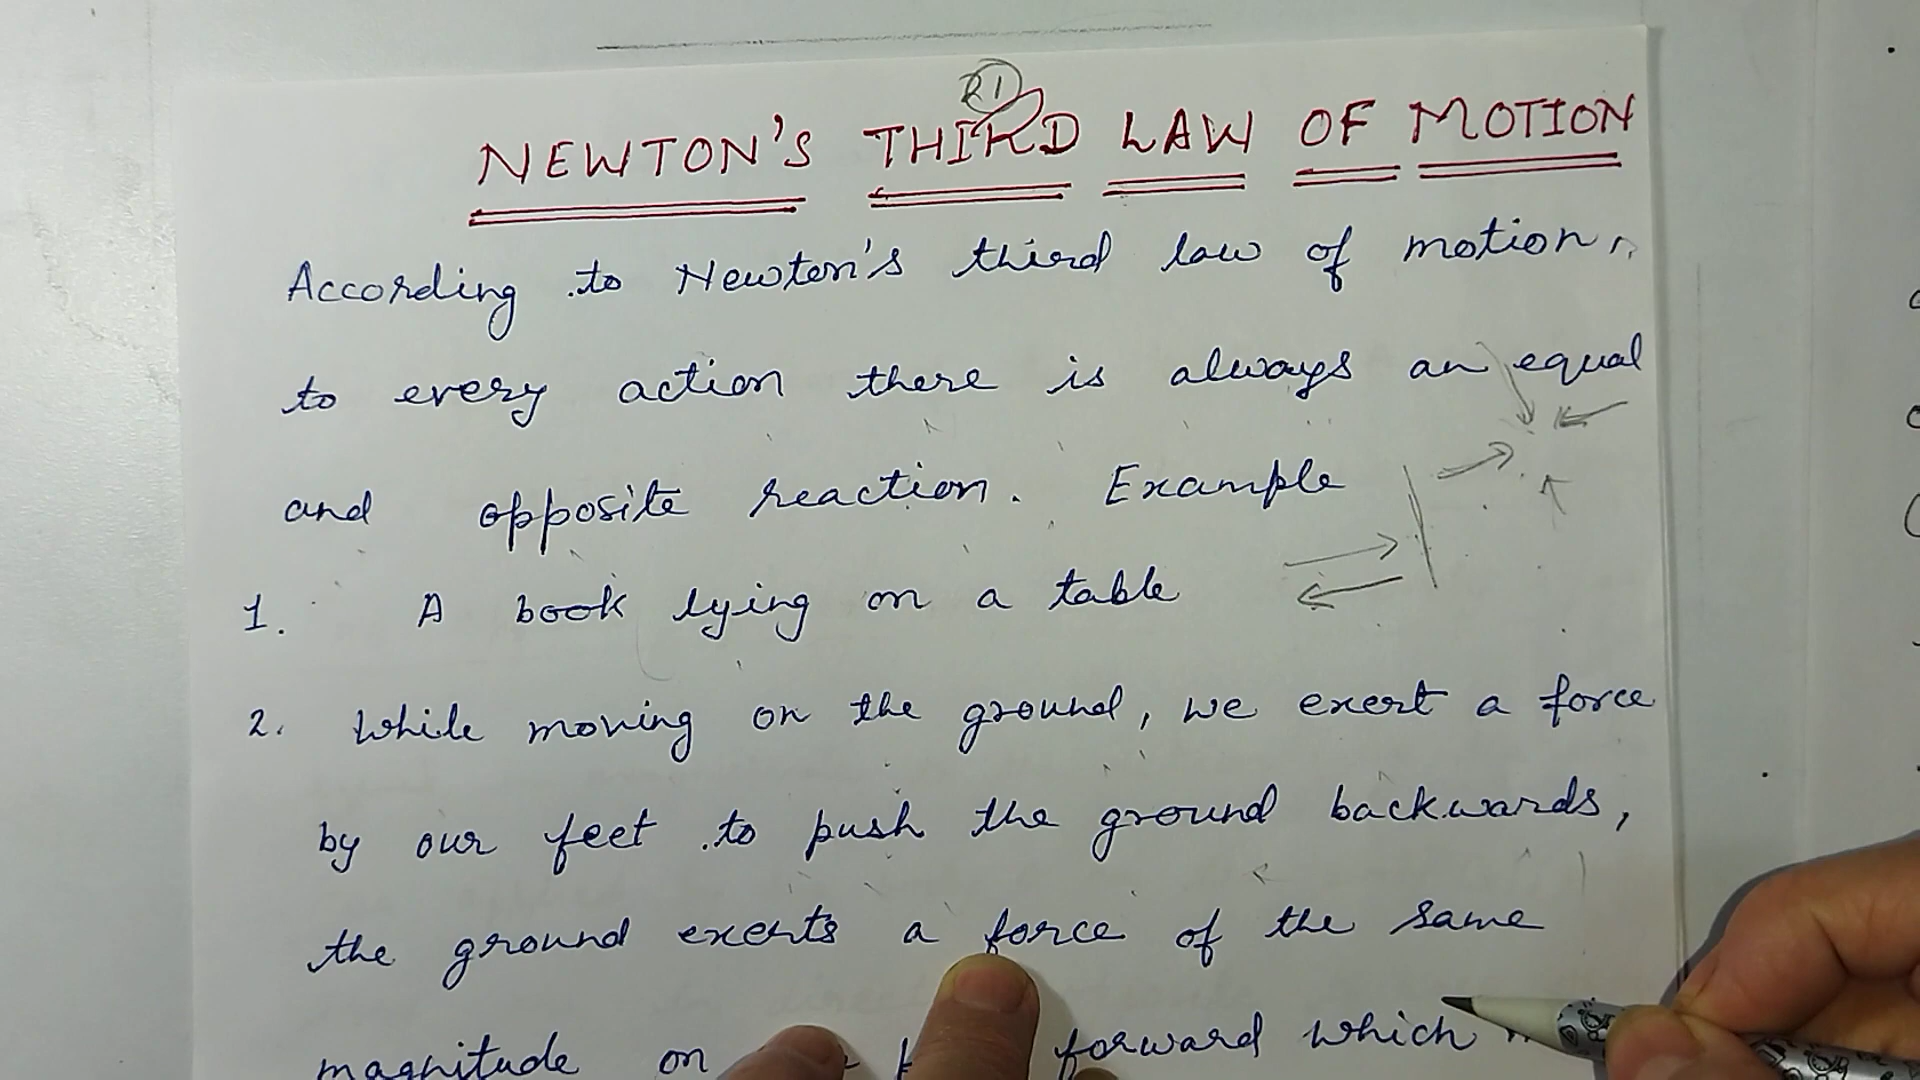 RI
NEWTON'S THIRD LAW OF MOTION
According to Newton's third law of motion,
to every action there is always an equal
and opposite reaction. Example
1. A book lying on a table
2. While moving on the ground, we exert a force
by our feet to push the ground backwards,
the ground exerts a force of the same
magnitude on forward which